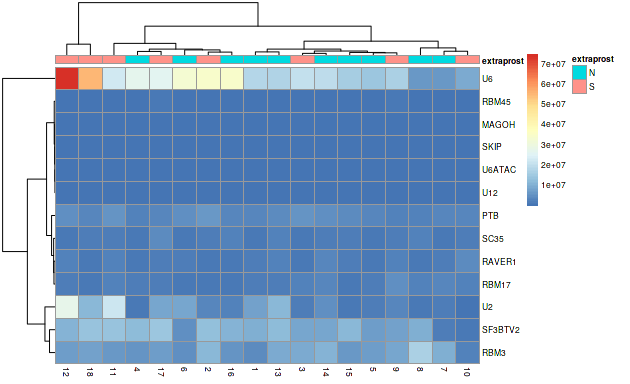 extraprost
U6
RBM45
MAGOH
SKIP
U6ATAC
U12
PTB
SC35
RAVER1
RBM17
U2
SF3BTV2
RBM3
12 18 11 4 17 6 2 16 1 13 3 14 15 5 9 8 7 10
7e+07
6e+07
5e+07
4e+07
3e+07
2e+07
1e+07
extraprost
N
S